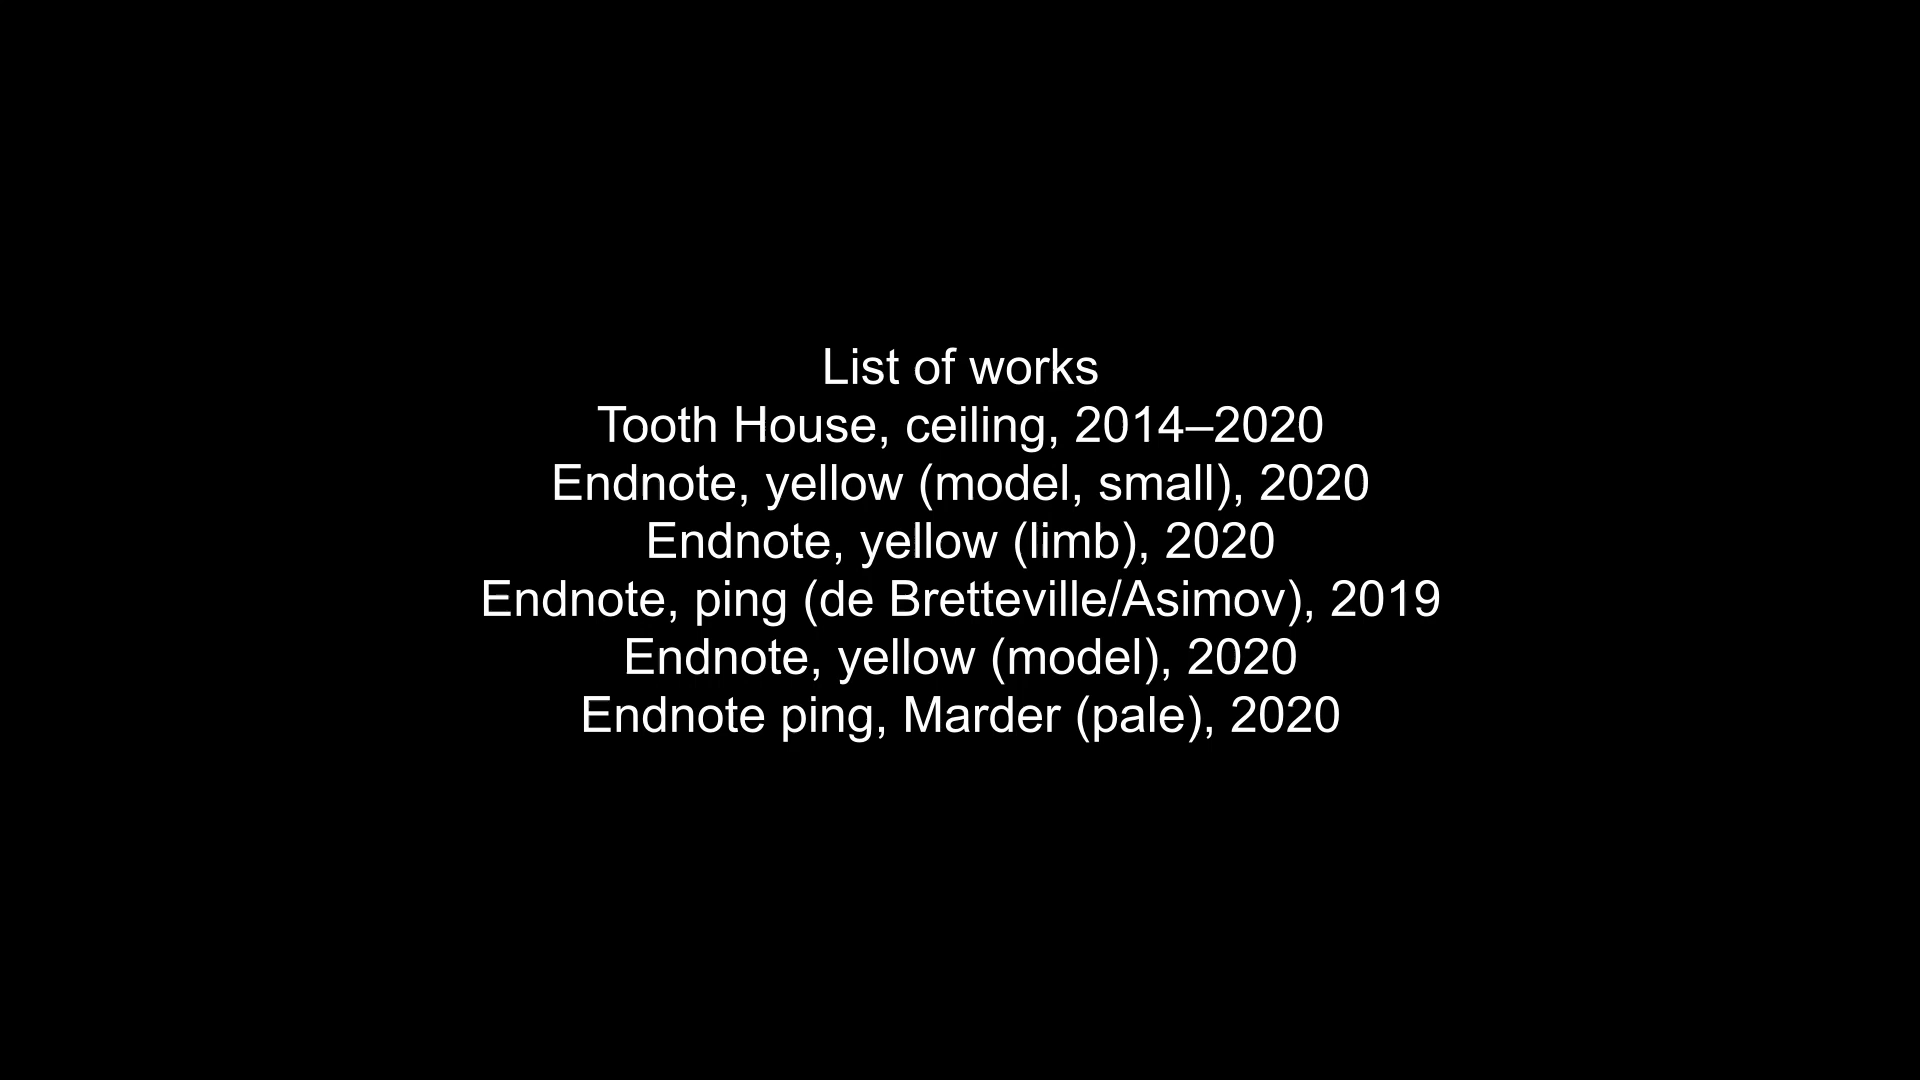 List of works
Tooth House, ceiling, 2014–2020
Endnote, yellow (model, small), 2020
Endnote, yellow (limb), 2020
Endnote, ping (de Bretteville/Asimov), 2019
Endnote, yellow (model), 2020
Endnote ping, Marder (pale), 2020